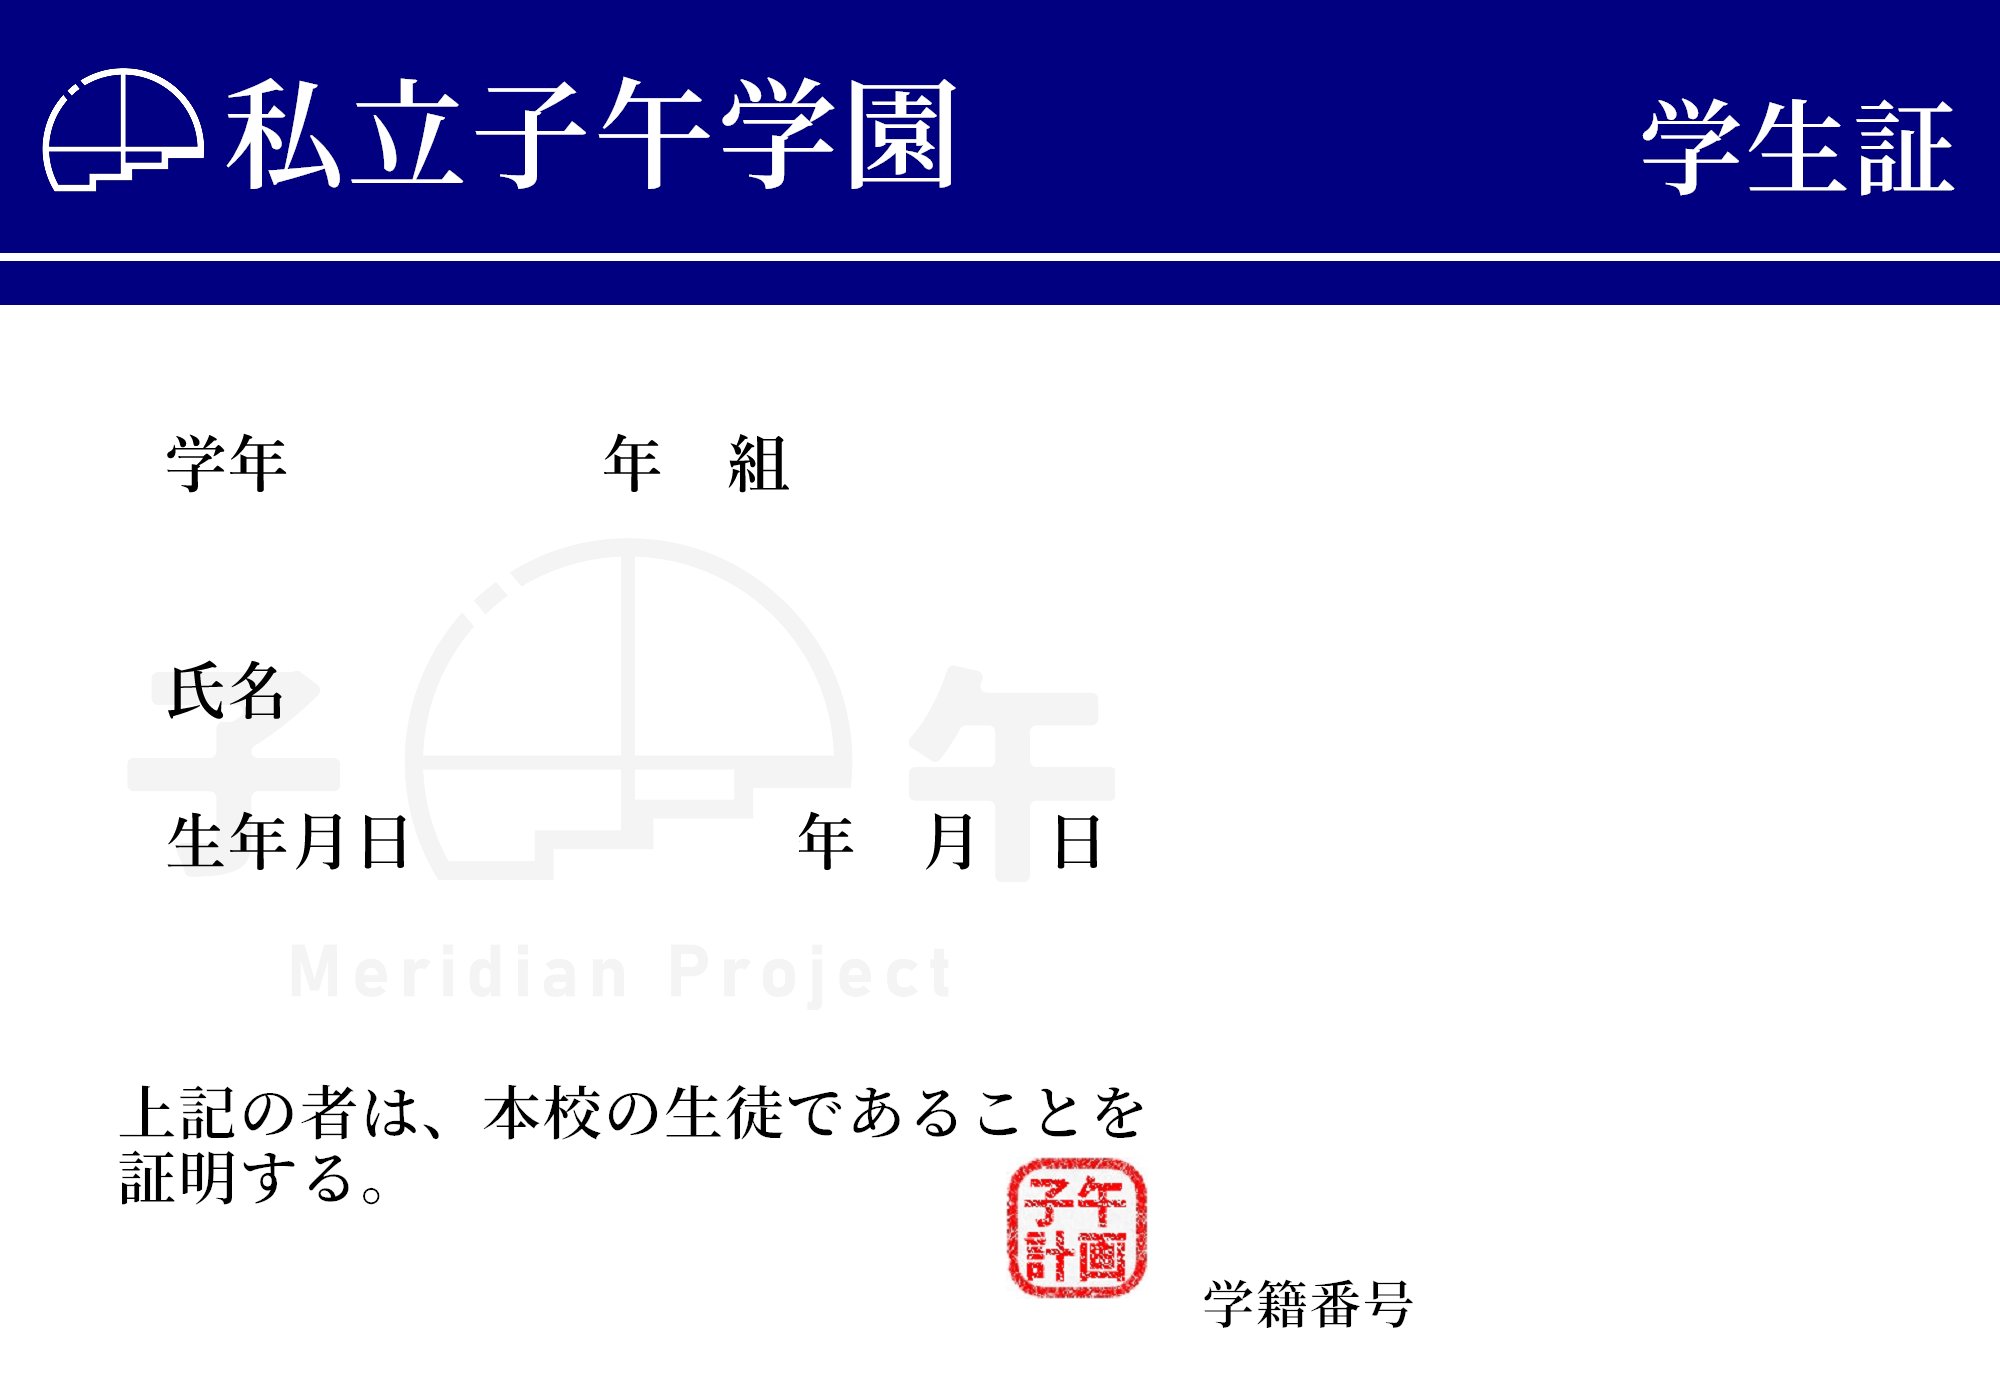 私立子午学園
学生証
学年 年 組
氏名
子 午
生年月日 年 月 日
Meridian Project
上記の者は、本校の生徒であることを
証明する。
子午
計画
学籍番号